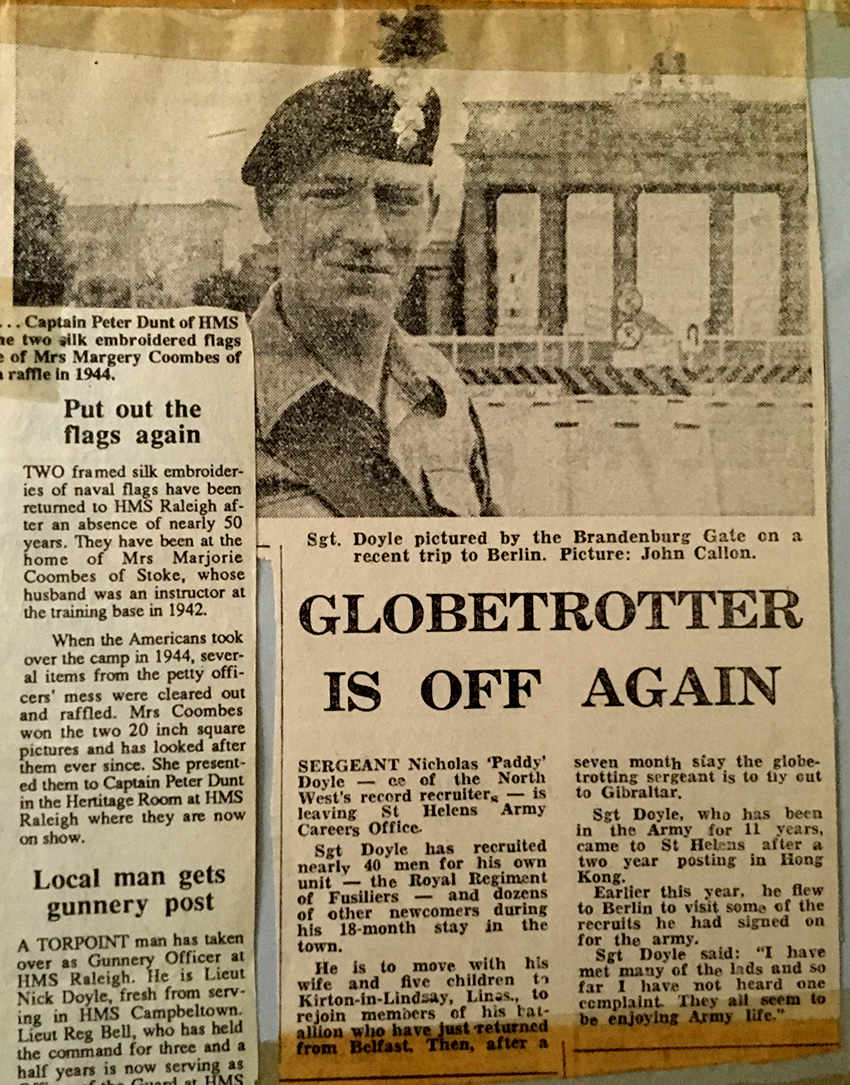 ... Captain Peter Dunt of HMS
two silk embroidered flags
of Mrs Margery Coombes of
raffle in 1944.
Put out the
flags again
TWO framed silk embroider-
ies of naval flags have been
returned to HMS Raleigh af-
ter an absence of nearly 50
years. They have been at the
home of Mrs Marjorie
Coombes of Stoke, whose
husband was an instructor at
the training base in 1942.
When the Americans took
over the camp in 1944, sever-
al items from the petty offi-
cers' mess were cleared out
and raffled. Mrs Coombes
won the two 20 inch square
pictures and has looked after
them ever since. She present-
ed them to Captain Peter Dunt
in the Hertitage Room at HMS
Raleigh where they are now
on show.
Local man gets
gunnery post
A TORPOINT man has taken
over as Gunnery Officer at
HMS Raleigh. He is Lieut
Nick Doyle, fresh from serv-
ing in HMS Campbeltown.
Lieut Reg Bell, who has held
the command for three and a
half years is now serving as
of the Guard at HMS
Sgt. Doyle pictured by the Brandenburg Gate on a
recent trip to Berlin. Picture: John Callon.
GLOBETROTTER
IS OFF AGAIN
SERGEANT Nicholas 'Paddy'
Doyle — of the North
West's record recruiters — is
leaving St Helens Army
Careers Office.
Sgt Doyle has recruited
nearly 40 men for his own
unit — the Royal Regiment
of Fusiliers — and dozens
of other newcomers during
his 18-month stay in the
town.
He is to move with his
wife and five children to
Kirton-in-Lindsay, Lincs., to
rejoin members of his bat-
allion who have just returned
from Belfast. Then, after a
seven month stay the globe-
trotting sergeant is to fly out
to Gibraltar.
Sgt Doyle, who has been
in the Army for 11 years,
came to St Helens after a
two year posting in Hong
Kong.
Earlier this year, he flew
to Berlin to visit some of the
recruits he had signed on
for the army.
Sgt Doyle said: "I have
met many of the lads and so
far I have not heard one
complaint. They all seem to
be enjoying Army life."